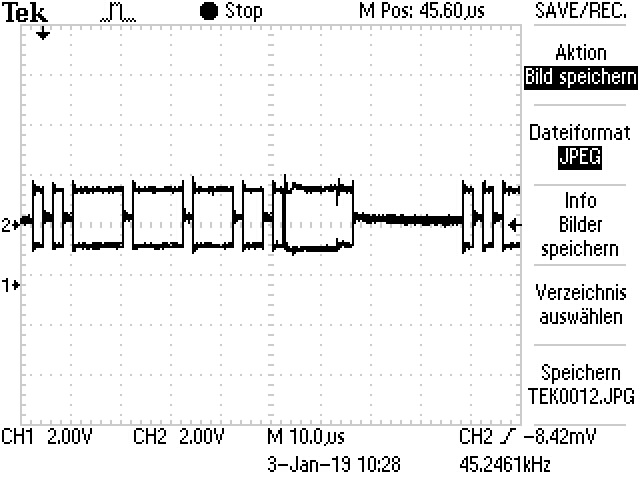 Tek Stop M Pos: 45.60µs SAVE/REC.
Aktion
Bild speichern
Dateiformat
JPEG
Info
Bilder
speichern
2
1
Verzeichnis
auswählen
Speichern
TEK0012.JPG
CH1 2.00V CH2 2.00V M 10.0µs CH2 -8.42mV
3-Jan-19 10:28 45.2461kHz